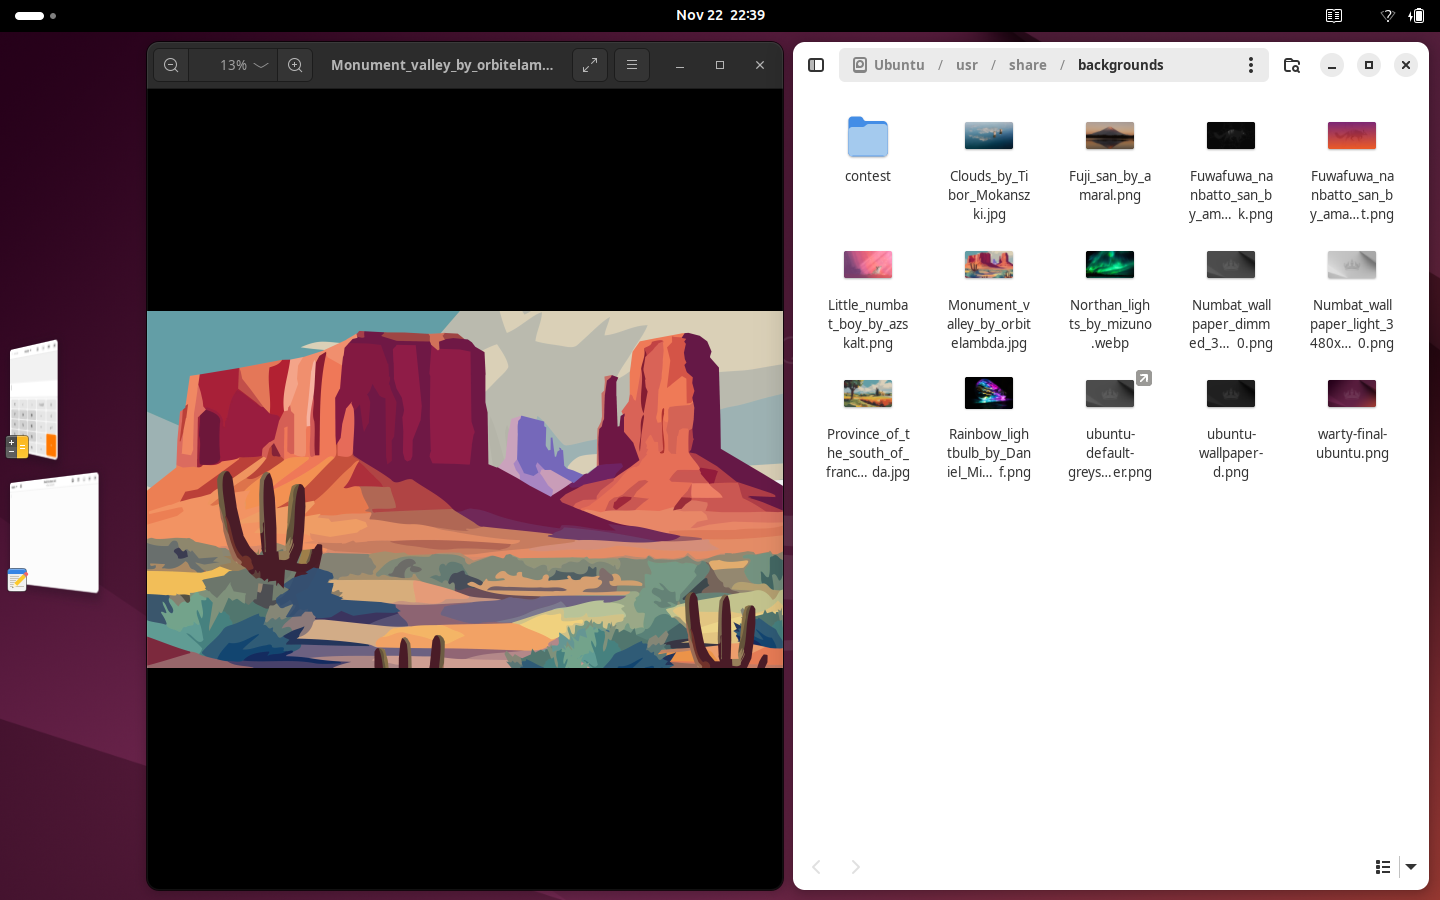 Nov 22 22:39
13%
Monument_valley_by_orbitelam...
Ubuntu / usr / share / backgrounds
contest
Clouds_by_Ti
bor_Mokansz
ki.jpg
Fuji_san_by_a
maral.png
Fuwafuwa_na
nbatto_san_b
y_am... k.png
Fuwafuwa_na
nbatto_san_b
y_ama...t.png
Little_numba
t_boy_by_azs
kalt.png
Monument_v
alley_by_orbit
elambda.jpg
Northan_ligh
ts_by_mizuno
.webp
Numbat_wall
paper_dimm
ed_3... 0.png
Numbat_wall
paper_light_3
480x... 0.png
Province_of_t
he_south_of_
franc... da.jpg
Rainbow_ligh
tbulb_by_Dan
iel_Mi... f.png
ubuntu-
default-
greys...er.png
ubuntu-
wallpaper-
d.png
warty-final-
ubuntu.png